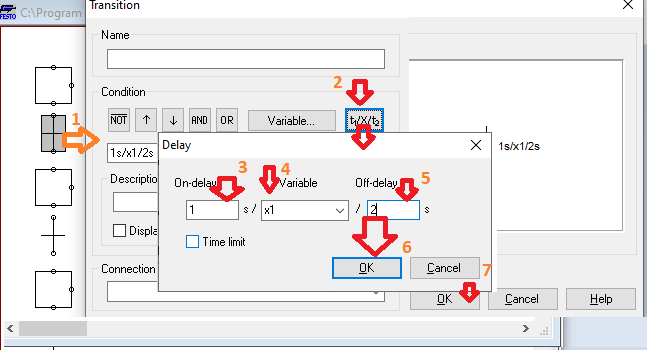 FESTO
C:\Program
Transition
Name
2
Condition
1
NOT ↑ ↓ AND OR Variable... t₁/X/t₂
1s/x1/2s
Delay
1s/x1/2s
3 4 5
On-delay Variable Off-delay
1 s / x1 / 2 s
Descriptio
Displa
Time limit
6
OK Cancel
7
Connection
OK Cancel Help